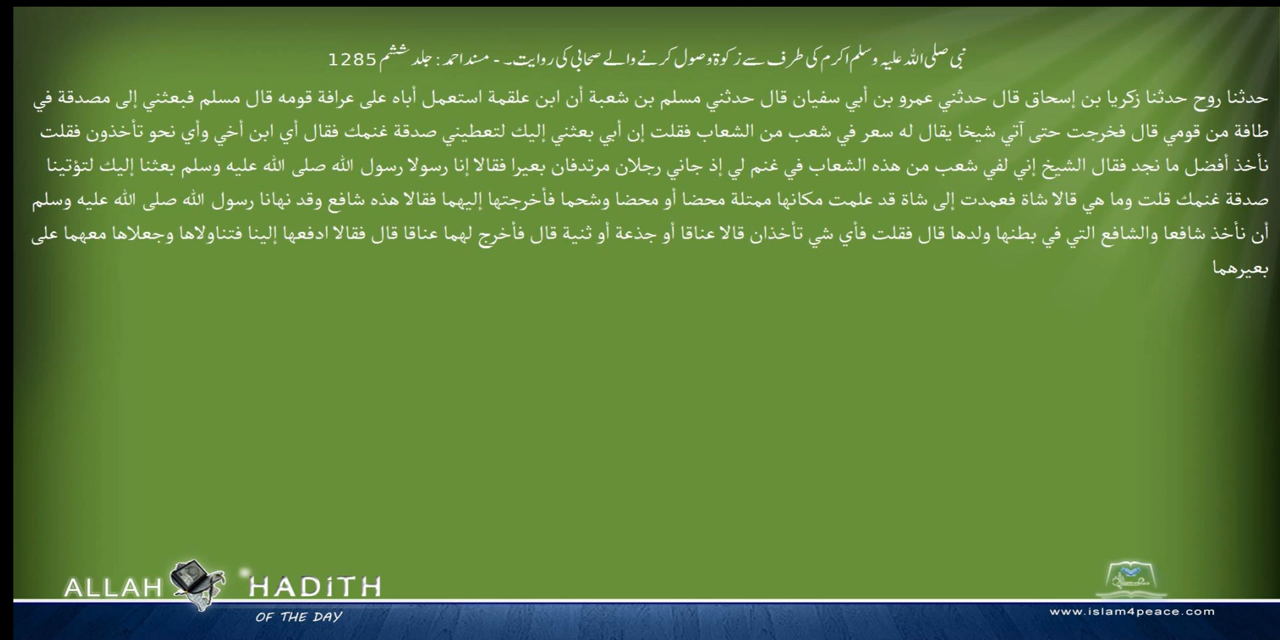 نبی صلی اللہ علیہ وسلم اکرم کی طرف سے زکوۃ وصول کرنے والے صحابی کی روایت۔ - مسند احمد : جلد ششم 1285
حدثنا روح حدثنا زكريا بن إسحاق قال حدثني عمرو بن أبي سفيان قال حدثني مسلم بن شعبة أن ابن علقمة استعمل أباه على عرافة قومه قال مسلم فبعثني إلى مصدقة في
طافة من قومي قال فخرجت حتى آتي شيخا يقال له سعر في شعب من الشعاب فقلت إن أبي بعثني إليك لتعطيني صدقة غنمك فقال أي ابن أخي وأي نحو تأخذون فقلت
نأخذ أفضل ما نجد فقال الشيخ إني لفي شعب من هذه الشعاب في غنم لي إذ جاني رجلان مرتدفان بعيرا فقالا إنا رسولا رسول الله صلى الله عليه وسلم بعثنا إليك لتؤتينا
صدقة غنمك قلت وما هي قالا شاة فعمدت إلى شاة قد علمت مكانها ممتلة محضا أو محضا وشحما فأخرجتها إليهما فقالا هذه شافع وقد نهانا رسول الله صلى الله عليه وسلم
أن نأخذ شافعا والشافع التي في بطنها ولدها قال فقلت فأي شي تأخذان قالا عناقا أو جذعة أو ثنية قال فأخرج لهما عناقا قال فقالا ادفعها إلينا فتناولاها وجعلاها معهما على
بعيرهما
ALLAH HADITH
OF THE DAY
www.islam4peace.com